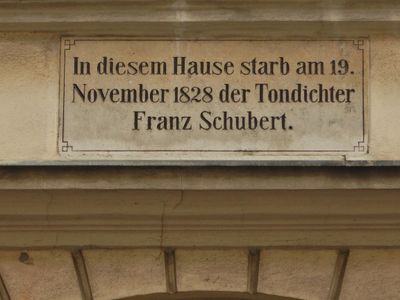 In diesem Hause starb am 19.
November 1828 der Tondichter
Franz Schubert.